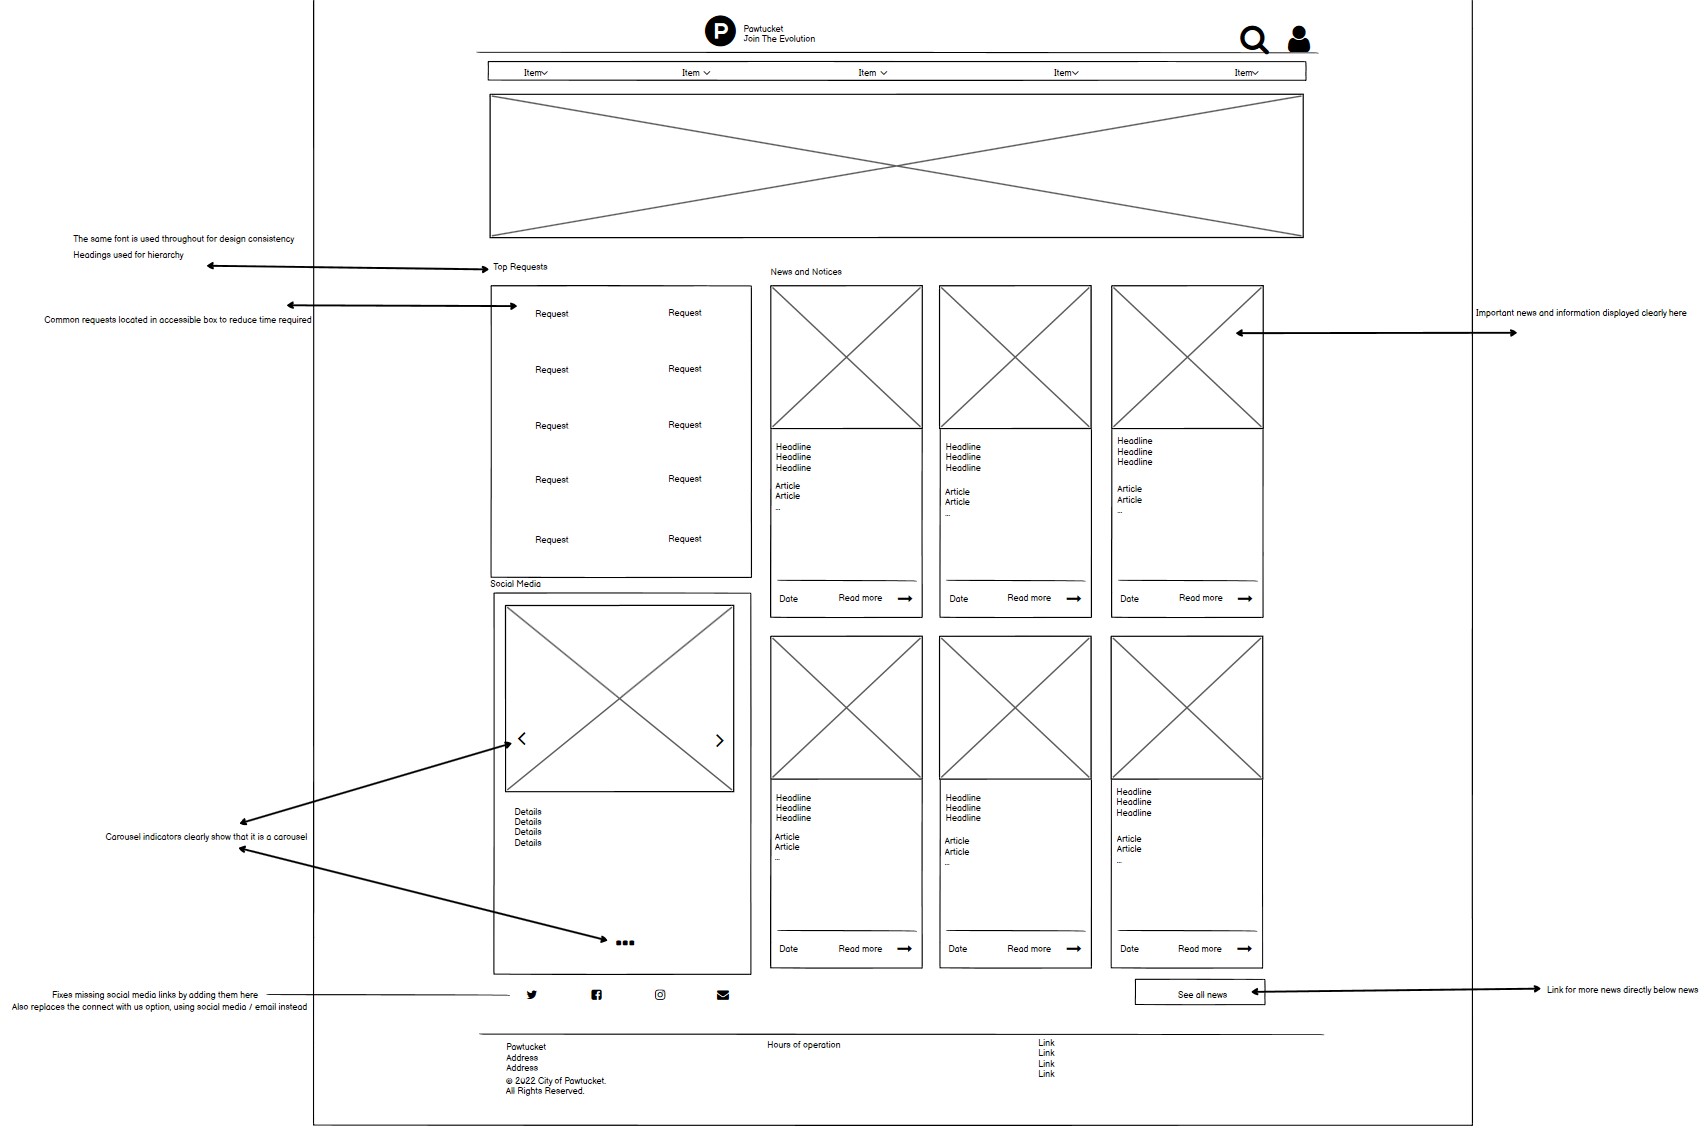 P
Pawtucket
Join The Evolution
Item
Item
Item
Item
Item
The same font is used throughout for design consistency
Headings used for hierarchy
Common requests located in accessible box to reduce time required
Top Requests
Request
Request
Request
Request
Request
Request
Request
Request
Request
Request
News and Notices
Important news and information displayed clearly here
Headline
Headline
Headline
Article
Article
...
Date
Read more
Headline
Headline
Headline
Article
Article
...
Date
Read more
Headline
Headline
Headline
Article
Article
...
Date
Read more
Social Media
Details
Details
Details
Details
Carousel indicators clearly show that it is a carousel
Headline
Headline
Headline
Article
Article
...
Date
Read more
Headline
Headline
Headline
Article
Article
...
Date
Read more
Headline
Headline
Headline
Article
Article
...
Date
Read more
Fixes missing social media links by adding them here
Also replaces the connect with us option, using social media / email instead
See all news
Link for more news directly below news
Pawtucket
Address
Address
© 2022 City of Pawtucket.
All Rights Reserved.
Hours of operation
Link
Link
Link
Link